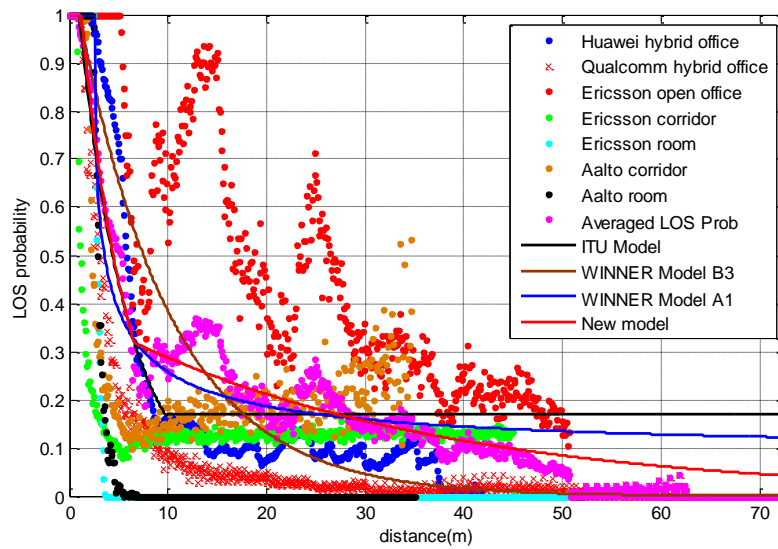 1
0.9
0.8
0.7
0.6
0.5
0.4
0.3
0.2
0.1
0
LOS probability
0 10 20 30 40 50 60 70
distance(m)
Huawei hybrid office
Qualcomm hybrid office
Ericsson open office
Ericsson corridor
Ericsson room
Aalto corridor
Aalto room
Averaged LOS Prob
ITU Model
WINNER Model B3
WINNER Model A1
New model